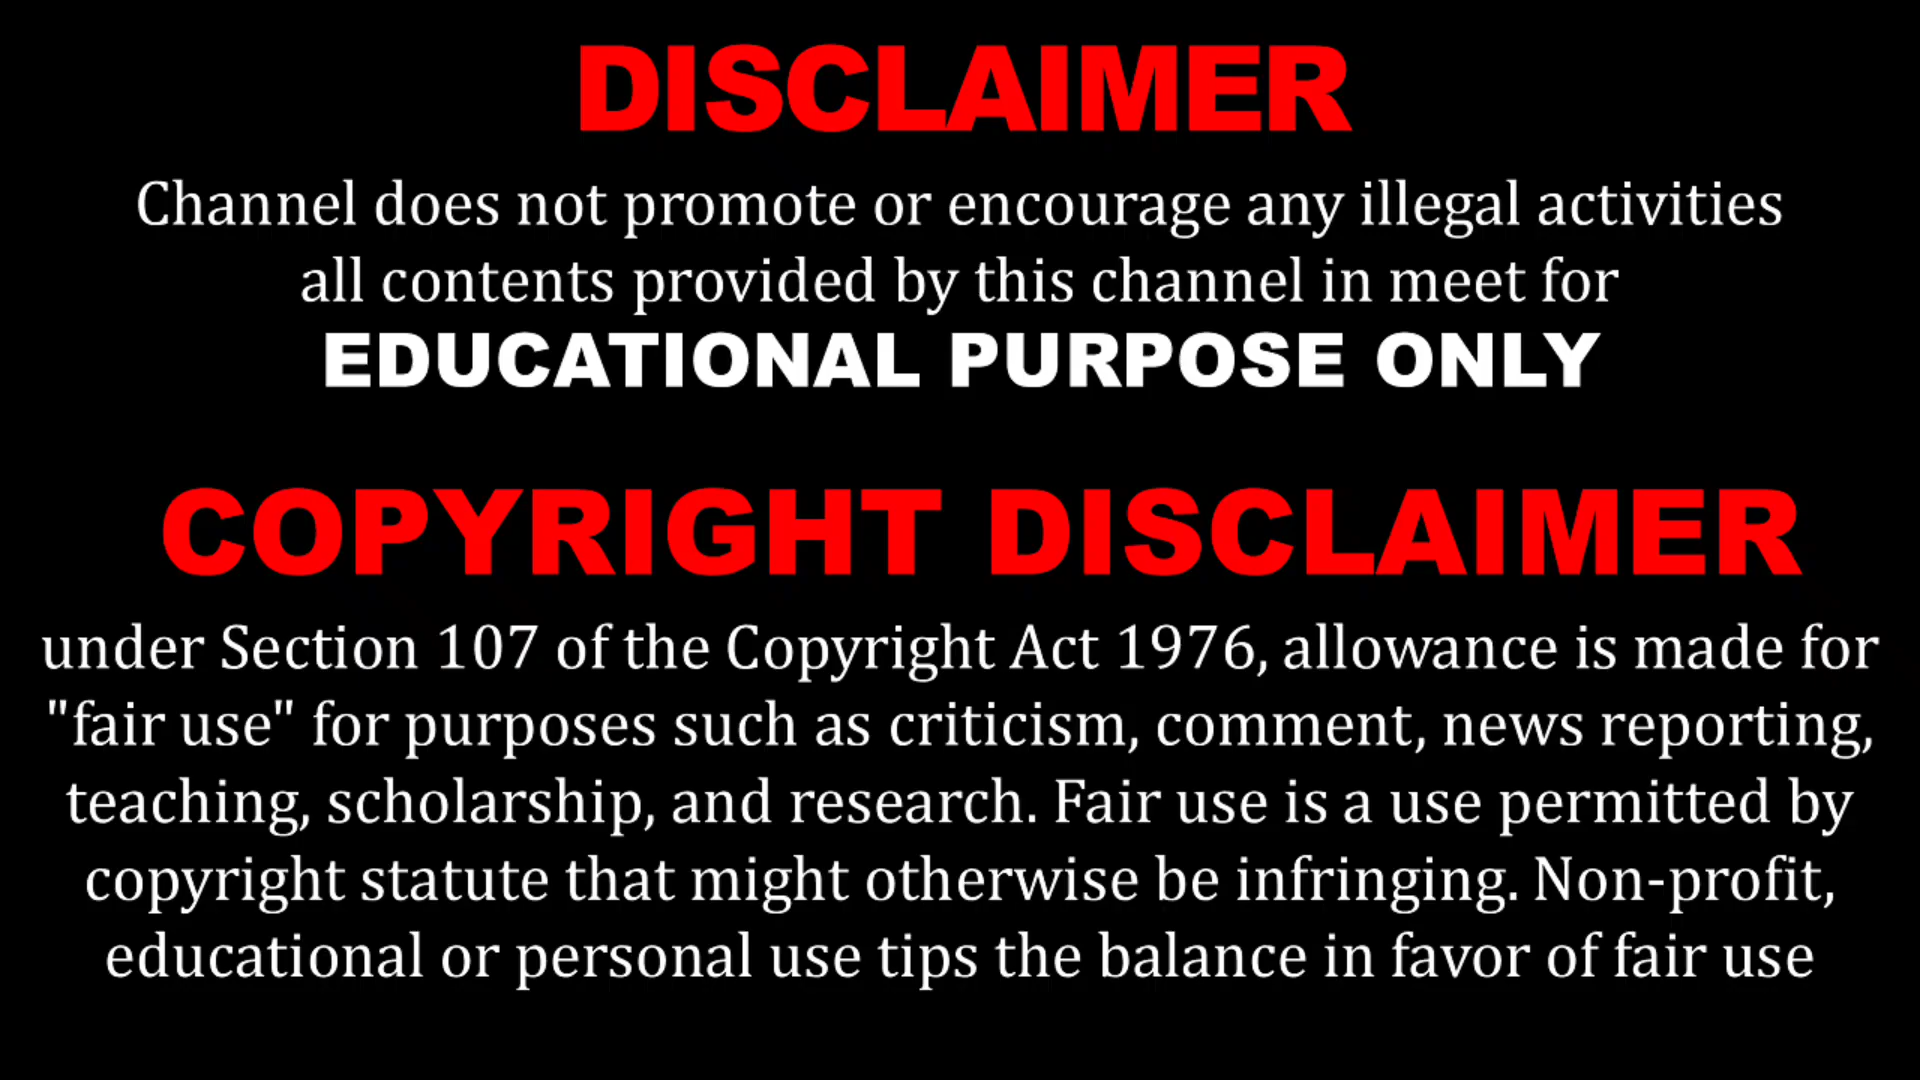 DISCLAIMER
Channel does not promote or encourage any illegal activities
all contents provided by this channel in meet for
EDUCATIONAL PURPOSE ONLY
COPYRIGHT DISCLAIMER
under Section 107 of the Copyright Act 1976, allowance is made for
"fair use" for purposes such as criticism, comment, news reporting,
teaching, scholarship, and research. Fair use is a use permitted by
copyright statute that might otherwise be infringing. Non-profit,
educational or personal use tips the balance in favor of fair use